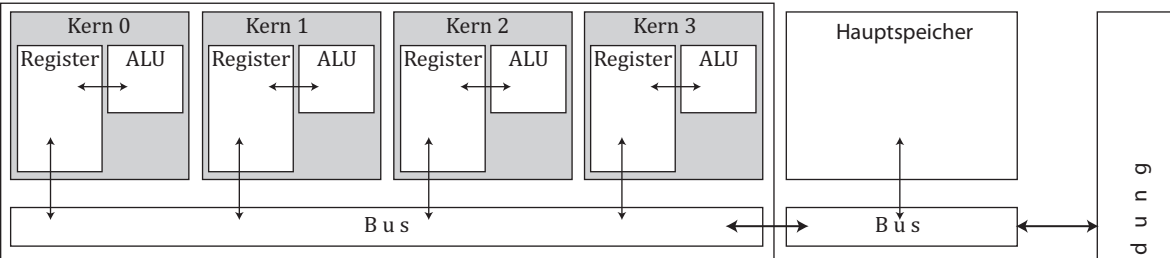 Kern 0 Kern 1 Kern 2 Kern 3 Hauptspeicher
Register ALU Register ALU Register ALU Register ALU
B u s B u s
d u n g